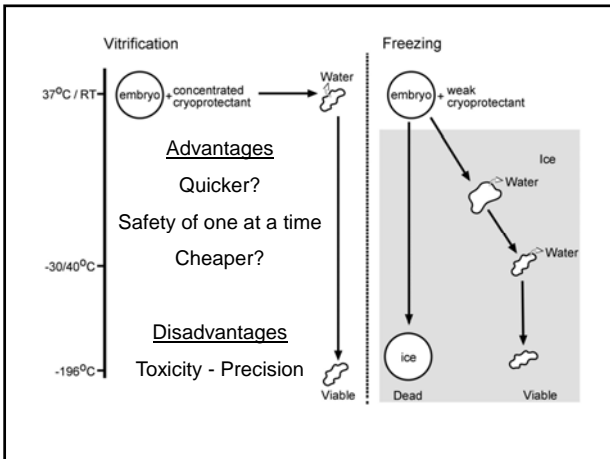 Vitrification
37°C / RT
embryo + concentrated
cryoprotectant
Water
Advantages
Quicker?
Safety of one at a time
Cheaper?
-30/40°C
Disadvantages
Toxicity - Precision
-196°C
Viable
Freezing
embryo + weak
cryoprotectant
Ice
Water
Water
ice
Dead
Viable